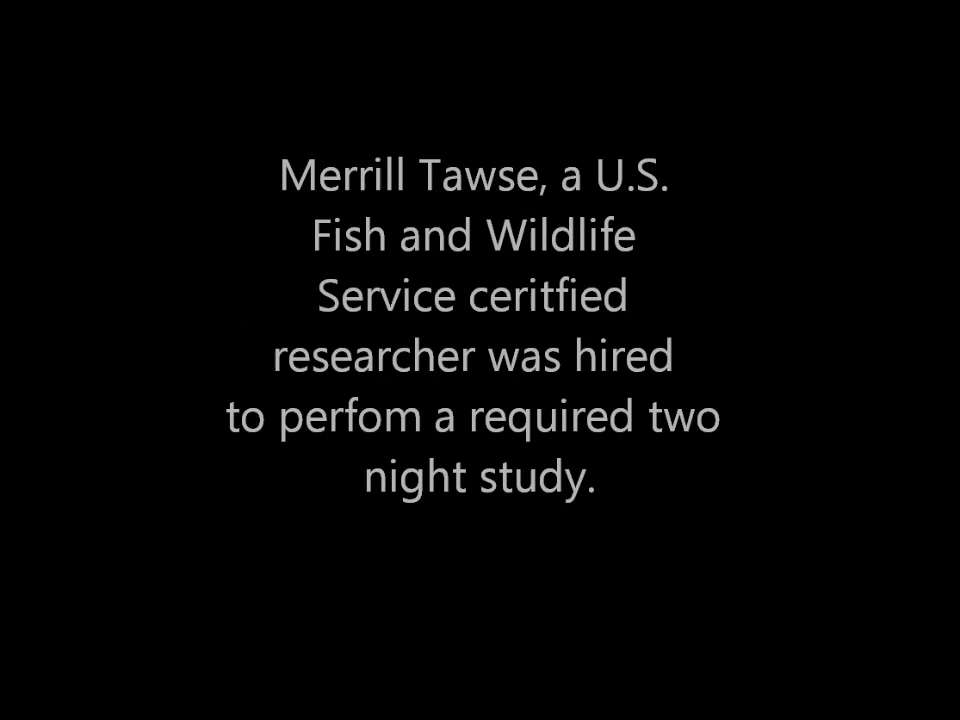 Merrill Tawse, a U.S.
Fish and Wildlife
Service ceritfied
researcher was hired
to perfom a required two
night study.